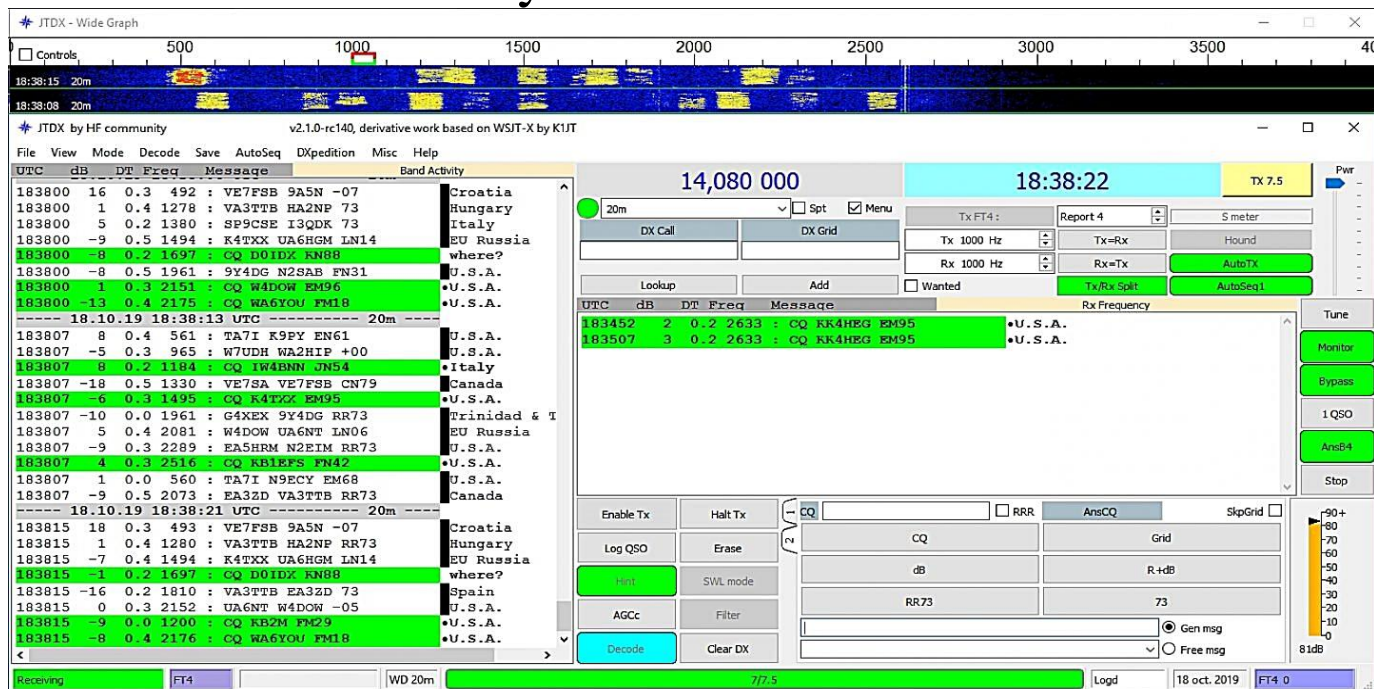 JTDX - Wide Graph
Controls
500 1000 1500 2000 2500 3000 3500 40
18:38:15 20m
18:38:08 20m
JTDX by HF community v2.1.0-rc140, derivative work based on WSJT-X by K1JT
File View Mode Decode Save AutoSeq DXpedition Misc Help
UTC dB DT Freq Message Band Activity
183800 16 0.3 492 : VE7FSB 9A5N -07 Croatia
183800 1 0.4 1278 : VA3TTB HA2NP 73 Hungary
183800 5 0.2 1380 : SP9CSE I3QDK 73 Italy
183800 -9 0.5 1494 : K4TXX UA6HGM LN14 EU Russia
183800 -8 0.2 1697 : CQ D0IDX KN88 where?
183800 -8 0.5 1961 : 9Y4DG N2SAB FN31 U.S.A.
183800 1 0.3 2151 : CQ W4DOW EM96 •U.S.A.
183800 -13 0.4 2175 : CQ WA6YOU FM18 •U.S.A.
----- 18.10.19 18:38:13 UTC ---------- 20m ----
183807 8 0.4 561 : TA7I K9PY EN61 U.S.A.
183807 -5 0.3 965 : W7UDH WA2HIP +00 U.S.A.
183807 8 0.2 1184 : CQ IW4BNN JN54 •Italy
183807 -18 0.5 1330 : VE7SA VE7FSB CN79 Canada
183807 -6 0.3 1495 : CQ K4TXX EM95 •U.S.A.
183807 -10 0.0 1961 : G4XEX 9Y4DG RR73 Trinidad & T
183807 5 0.4 2081 : W4DOW UA6NT LN06 EU Russia
183807 -9 0.3 2289 : EA5HRM N2EIM RR73 U.S.A.
183807 4 0.3 2516 : CQ KB1EFS FN42 •U.S.A.
183807 1 0.0 560 : TA7I N9ECY EM68 U.S.A.
183807 -9 0.5 2073 : EA3ZD VA3TTB RR73 Canada
----- 18.10.19 18:38:21 UTC ---------- 20m ----
183815 18 0.3 493 : VE7FSB 9A5N -07 Croatia
183815 1 0.4 1280 : VA3TTB HA2NP RR73 Hungary
183815 -7 0.4 1494 : K4TXX UA6HGM LN14 EU Russia
183815 -1 0.2 1697 : CQ D0IDX KN88 where?
183815 -16 0.2 1810 : VA3TTB EA3ZD 73 Spain
183815 0 0.3 2152 : UA6NT W4DOW -05 U.S.A.
183815 -9 0.0 1200 : CQ KB2M FM29 •U.S.A.
183815 -8 0.4 2176 : CQ WA6YOU FM18 •U.S.A.
14,080 000 18:38:22 TX 7.5 Pwr
20m Spt Menu Tx FT4 : Report 4 S meter
DX Call DX Grid Tx 1000 Hz Tx=Rx Hound
Rx 1000 Hz Rx=Tx AutoTX
Lookup Add Wanted Tx/Rx Split AutoSeq1
UTC dB DT Freq Message Rx Frequency
183452 2 0.2 2633 : CQ KK4HEG EM95 •U.S.A.
183507 3 0.2 2633 : CQ KK4HEG EM95 •U.S.A.
Tune
Monitor
Bypass
1 QSO
AnsB4
Stop
Enable Tx Halt Tx 1 CQ RRR AnsCQ SkpGrid
Log QSO Erase 2 CQ Grid
Hint SWL mode dB R+dB
AGCc Filter RR73 73
Gen msg
Decode Clear DX Free msg
90+
80
70
60
50
40
30
20
10
0
81dB
Receiving FT4 WD 20m 7/7.5 Logd 18 oct. 2019 FT4 0